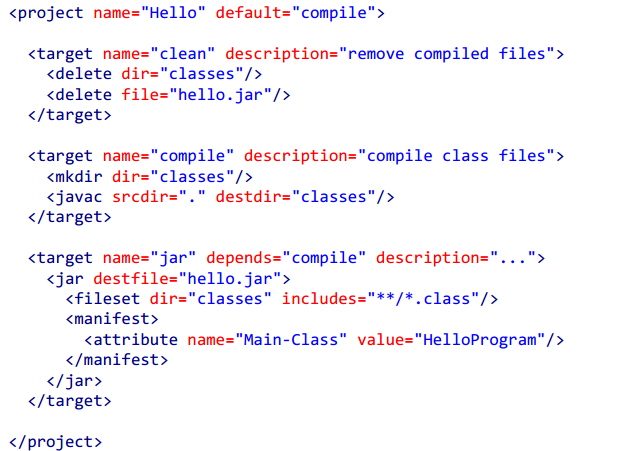 <project name="Hello" default="compile">
<target name="clean" description="remove compiled files">
<delete dir="classes"/>
<delete file="hello.jar"/>
</target>
<target name="compile" description="compile class files">
<mkdir dir="classes"/>
<javac srcdir="." destdir="classes"/>
</target>
<target name="jar" depends="compile" description="...">
<jar destfile="hello.jar">
<fileset dir="classes" includes="**/*.class"/>
<manifest>
<attribute name="Main-Class" value="HelloProgram"/>
</manifest>
</jar>
</target>
</project>